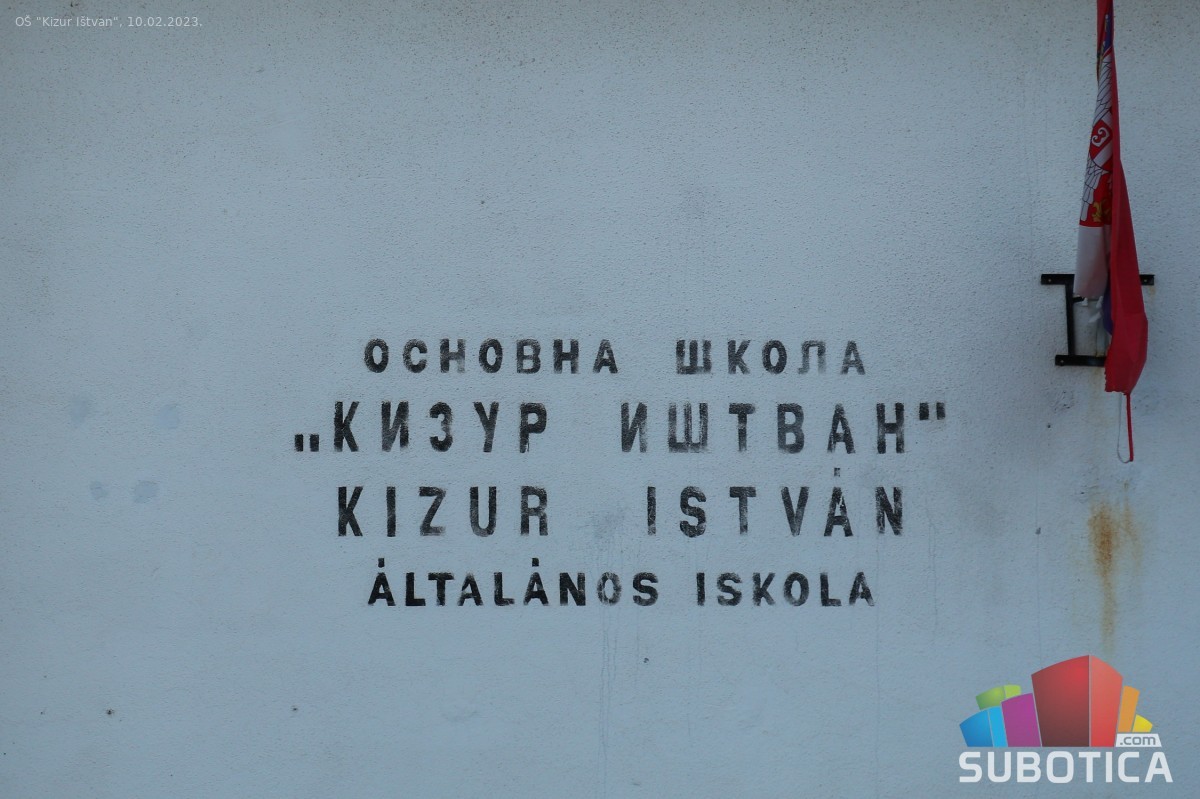 OŠ "Kizur Ištvan", 10.02.2023.
ОСНОВНА ШКОЛА
„КИЗУР ИШТВАН"
KIZUR ISTVÁN
ÁLTALÁNOS ISKOLA
.com
SUBOTICA